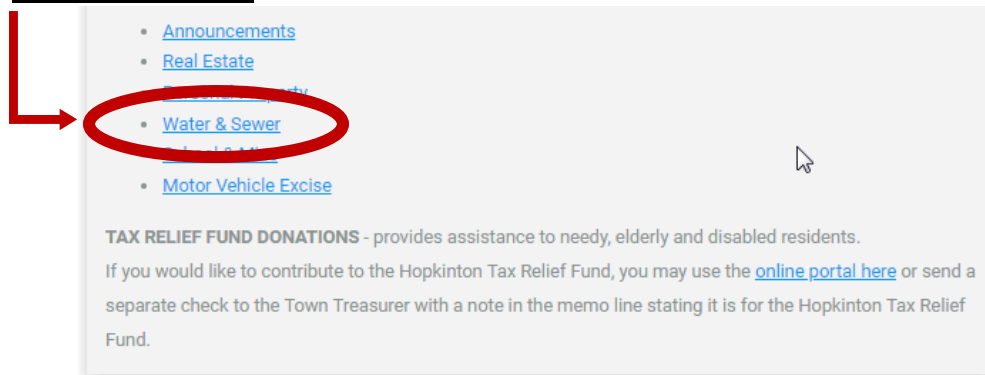 Announcements
Real Estate
Water & Sewer
Motor Vehicle Excise
TAX RELIEF FUND DONATIONS - provides assistance to needy, elderly and disabled residents.
If you would like to contribute to the Hopkinton Tax Relief Fund, you may use the online portal here or send a
separate check to the Town Treasurer with a note in the memo line stating it is for the Hopkinton Tax Relief
Fund.